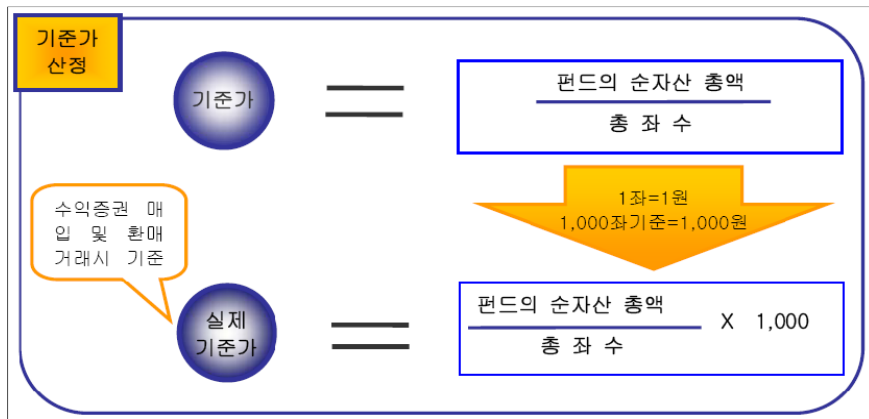 기준가
산정
기준가
펀드의 순자산 총액
총 좌 수
1좌=1원
1,000좌기준=1,000원
수익증권 매
입 및 환매
거래시 기준
실제
기준가
펀드의 순자산 총액
총 좌 수
X 1,000